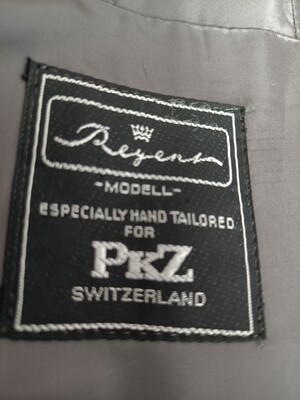 Regent
-MODELL-
ESPECIALLY HAND TAILORED
FOR
PKZ
SWITZERLAND